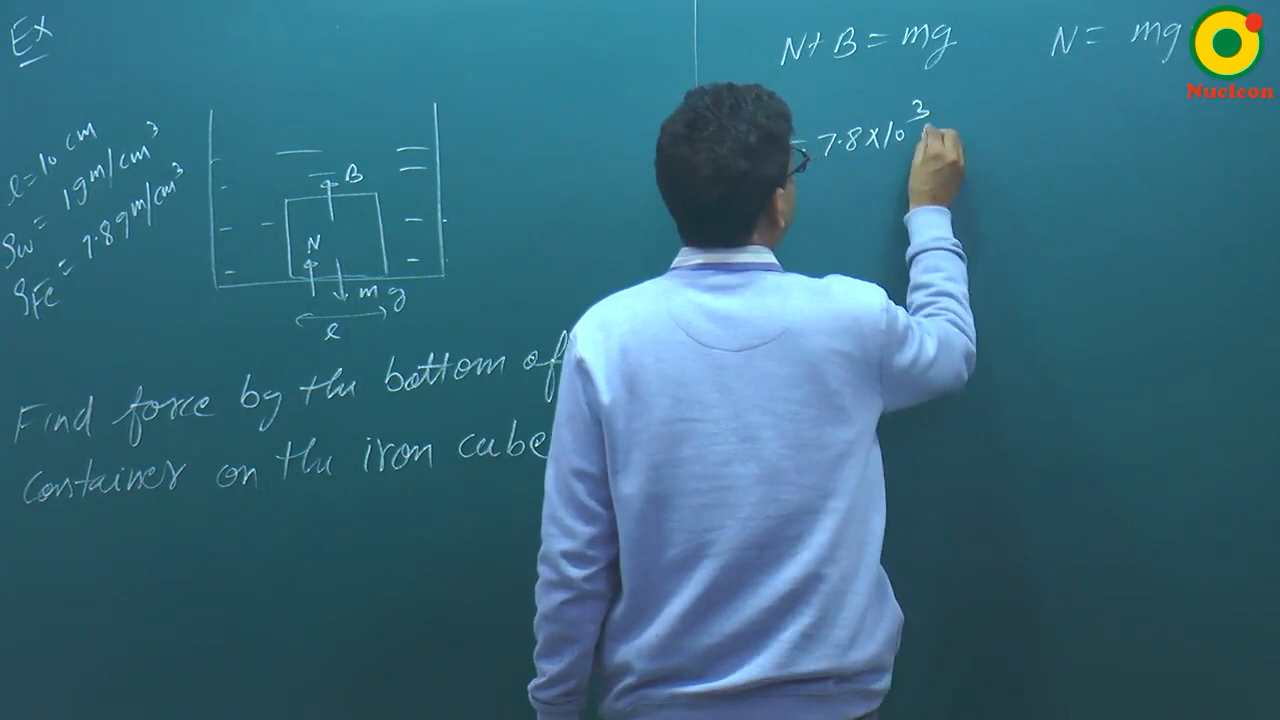 Ex
l = 10 cm
ρw = 1 gm/cm³
ρFe = 7.8 gm/cm³
B
N
mg
l
Find force by the bottom of
container on the iron cube
N + B = mg
N = mg
= 7.8 × 10³
Nucleon